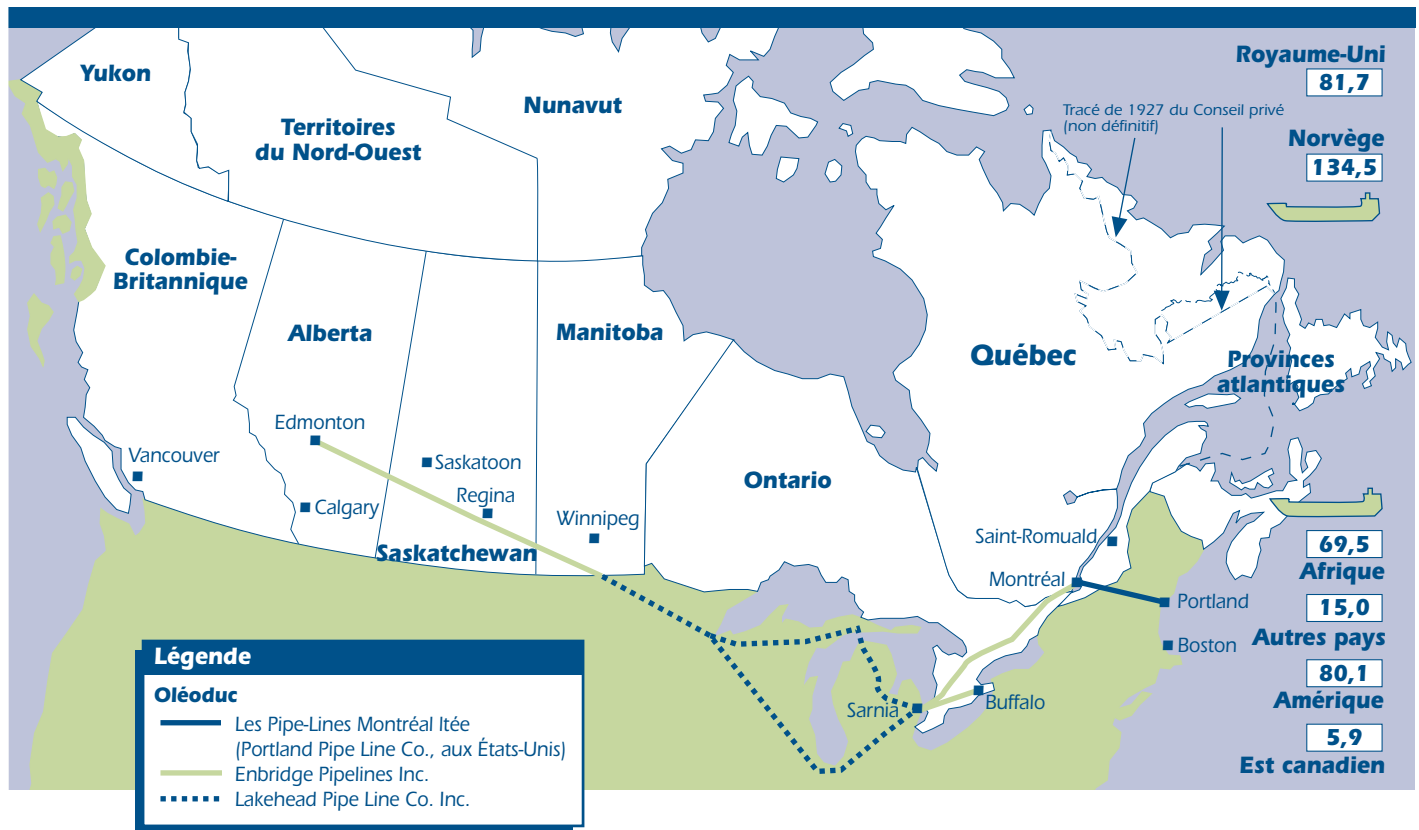 Yukon
Territoires
du Nord-Ouest
Nunavut
Royaume-Uni
81,7
Tracé de 1927 du Conseil privé
(non définitif)
Norvège
134,5
Colombie-
Britannique
Alberta
Manitoba
Québec
Provinces
atlantiques
Edmonton
Vancouver
Saskatoon
Calgary
Regina
Winnipeg
Ontario
Saskatchewan
Saint-Romuald
Montréal
Portland
Boston
Sarnia
Buffalo
69,5
Afrique
15,0
Autres pays
80,1
Amérique
5,9
Est canadien
Légende
Oléoduc
Les Pipe-Lines Montréal ltée
(Portland Pipe Line Co., aux États-Unis)
Enbridge Pipelines Inc.
Lakehead Pipe Line Co. Inc.